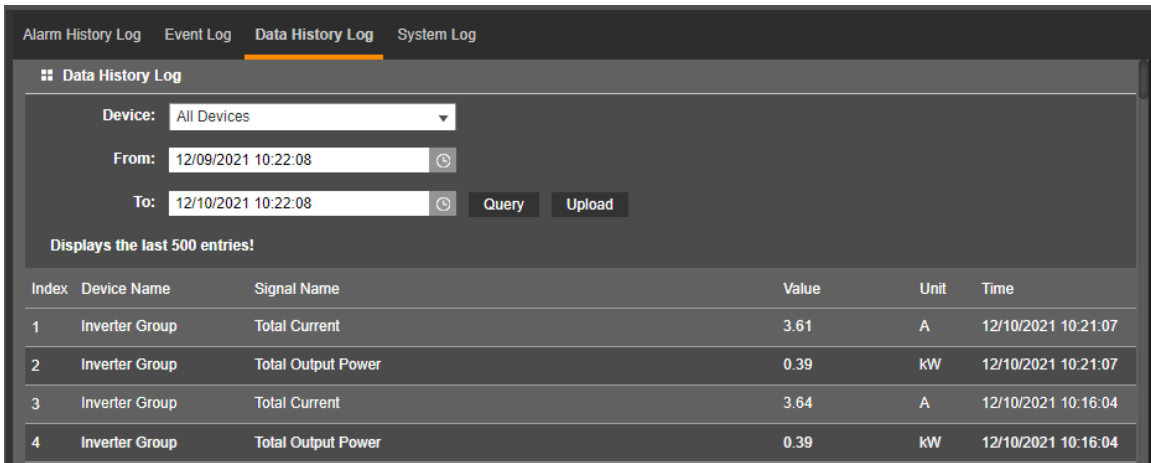 Alarm History Log Event Log Data History Log System Log
Data History Log
Device: All Devices
From: 12/09/2021 10:22:08
To: 12/10/2021 10:22:08 Query Upload
Displays the last 500 entries!
Index Device Name Signal Name Value Unit Time
1 Inverter Group Total Current 3.61 A 12/10/2021 10:21:07
2 Inverter Group Total Output Power 0.39 kW 12/10/2021 10:21:07
3 Inverter Group Total Current 3.64 A 12/10/2021 10:16:04
4 Inverter Group Total Output Power 0.39 kW 12/10/2021 10:16:04